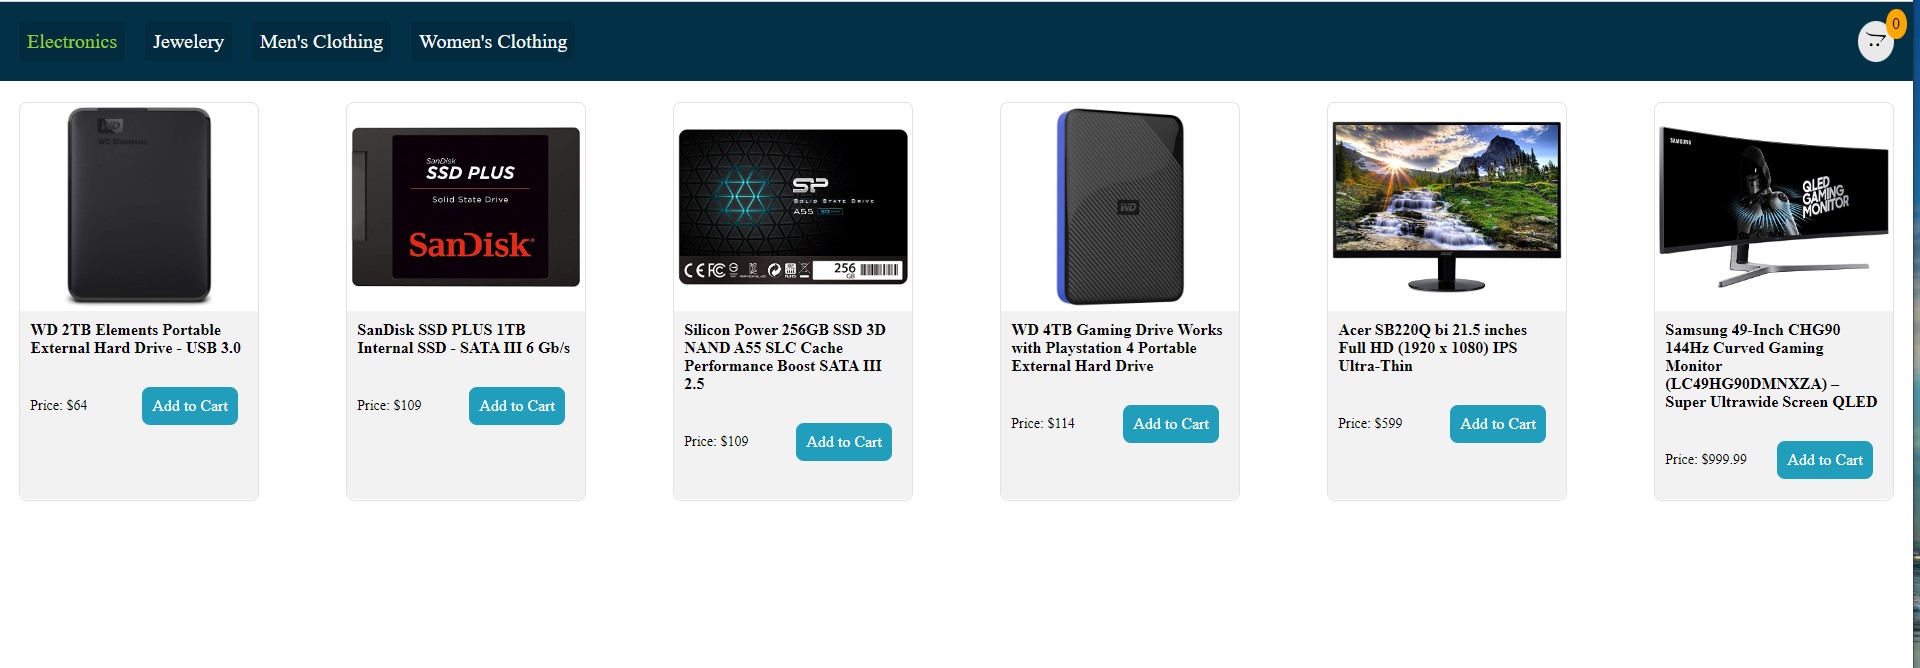 Electronics Jewelery Men's Clothing Women's Clothing 0
WD
WD Elements
WD 2TB Elements Portable
External Hard Drive - USB 3.0
Price: $64 Add to Cart
SanDisk
SSD PLUS
Solid State Drive
SanDisk
SanDisk SSD PLUS 1TB
Internal SSD - SATA III 6 Gb/s
Price: $109 Add to Cart
SP
SOLID STATE DRIVE
A55
256
GB
Silicon Power 256GB SSD 3D
NAND A55 SLC Cache
Performance Boost SATA III
2.5
Price: $109 Add to Cart
WD
WD 4TB Gaming Drive Works
with Playstation 4 Portable
External Hard Drive
Price: $114 Add to Cart
Acer SB220Q bi 21.5 inches
Full HD (1920 x 1080) IPS
Ultra-Thin
Price: $599 Add to Cart
SAMSUNG
QLED
GAMING
MONITOR
Samsung 49-Inch CHG90
144Hz Curved Gaming
Monitor
(LC49HG90DMNXZA) –
Super Ultrawide Screen QLED
Price: $999.99 Add to Cart